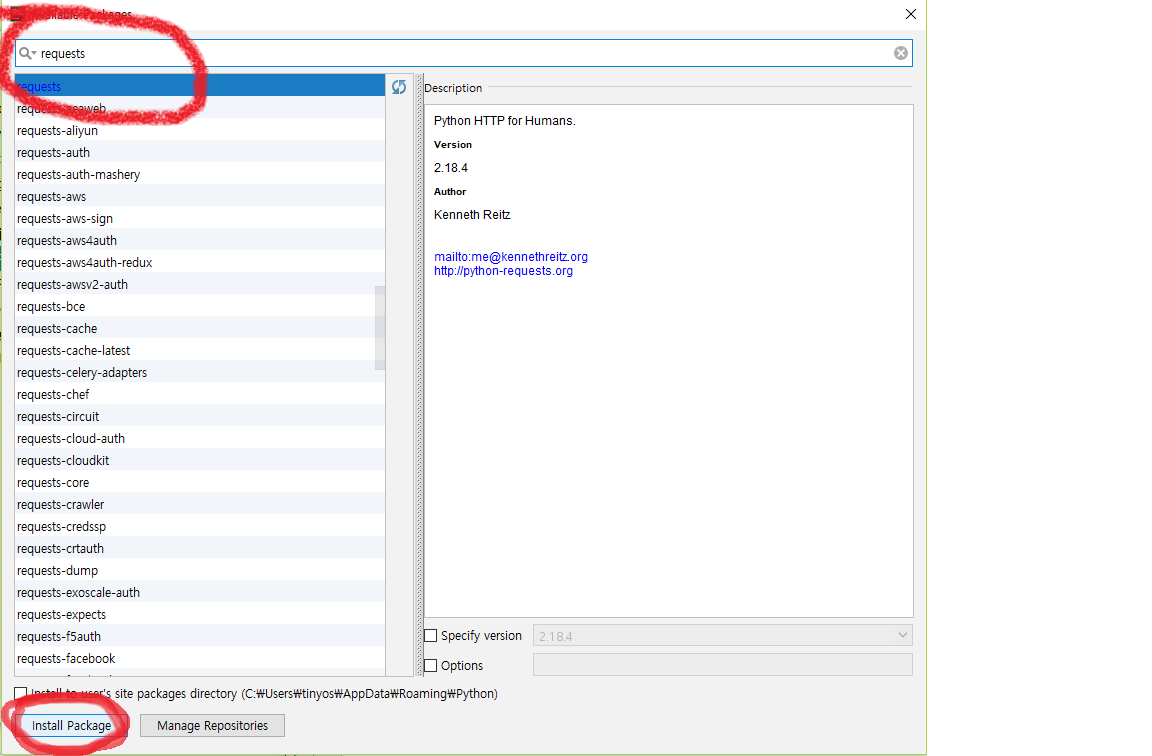 Available Packages
requests
requests
requests-aeaweb
requests-aliyun
requests-auth
requests-auth-mashery
requests-aws
requests-aws-sign
requests-aws4auth
requests-aws4auth-redux
requests-awsv2-auth
requests-bce
requests-cache
requests-cache-latest
requests-celery-adapters
requests-chef
requests-circuit
requests-cloud-auth
requests-cloudkit
requests-core
requests-crawler
requests-credssp
requests-crtauth
requests-dump
requests-exoscale-auth
requests-expects
requests-f5auth
requests-facebook
Description
Python HTTP for Humans.
Version
2.18.4
Author
Kenneth Reitz
mailto:me@kennethreitz.org
http://python-requests.org
Specify version 2.18.4
Options
Install to user's site packages directory (C:₩Users₩tinyos₩AppData₩Roaming₩Python)
Install Package Manage Repositories